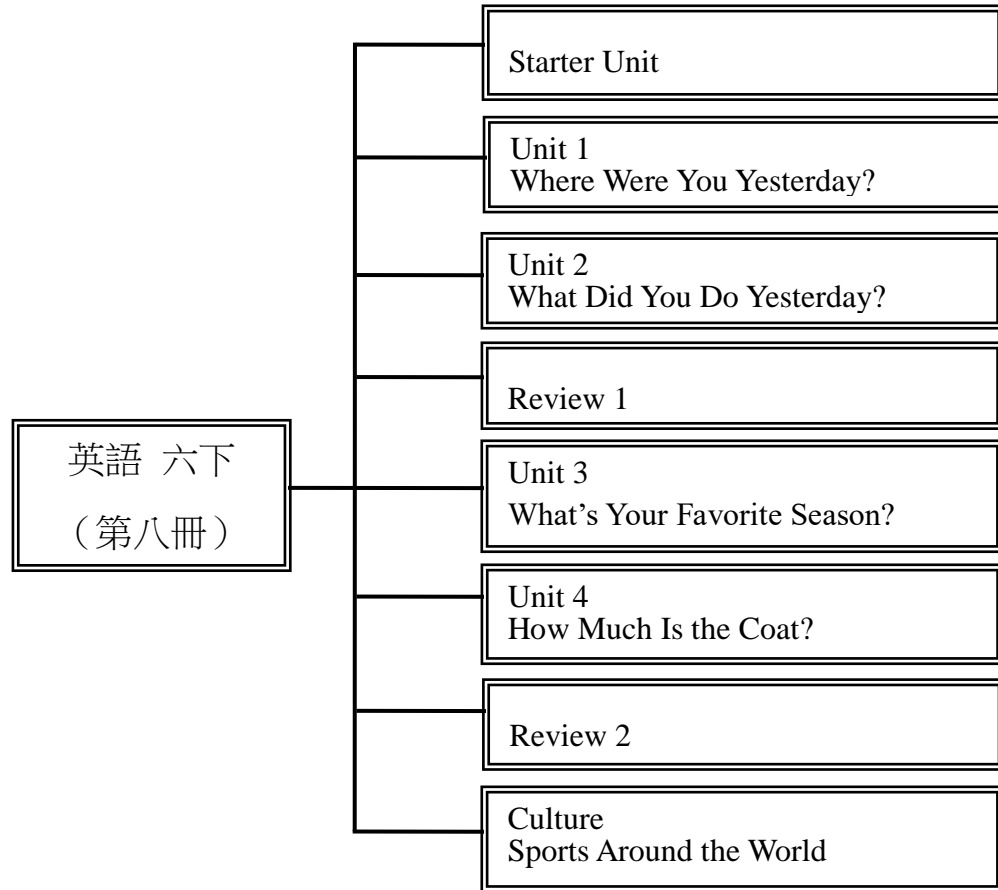 英語 六下
（第八冊）
Starter Unit
Unit 1
Where Were You Yesterday?
Unit 2
What Did You Do Yesterday?
Review 1
Unit 3
What’s Your Favorite Season?
Unit 4
How Much Is the Coat?
Review 2
Culture
Sports Around the World